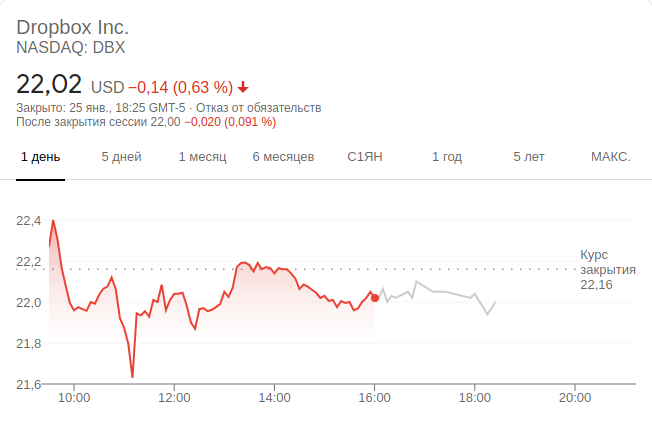 Dropbox Inc.
NASDAQ: DBX
22,02 USD −0,14 (0,63 %)
Закрыто: 25 янв., 18:25 GMT-5 · Отказ от обязательств
После закрытия сессии 22,00 −0,020 (0,091 %)
1 день 5 дней 1 месяц 6 месяцев С1ЯН 1 год 5 лет МАКС.
22,4
22,2
22,0
21,8
21,6
Курс
закрытия
22,16
10:00 12:00 14:00 16:00 18:00 20:00